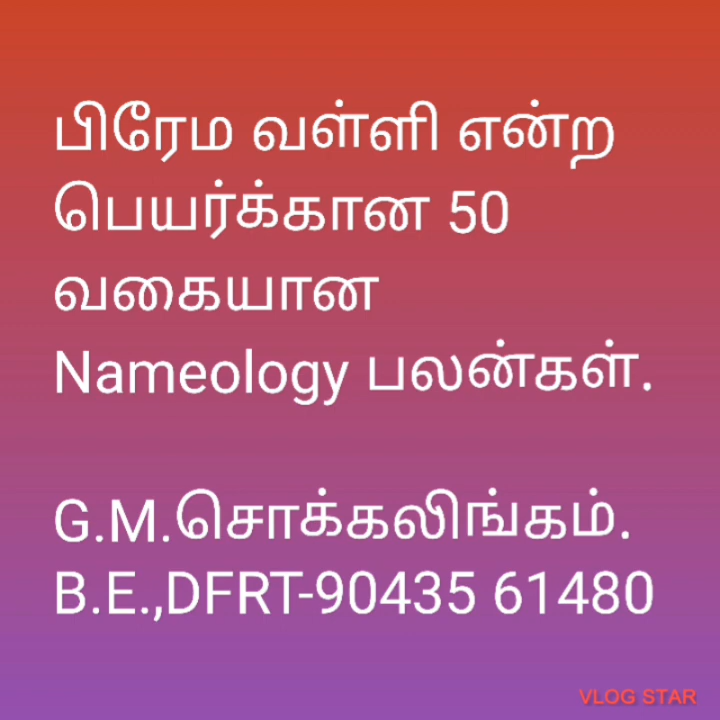 பிரேம வள்ளி என்ற
பெயர்க்கான 50
வகையான
Nameology பலன்கள்.
G.M.சொக்கலிங்கம்.
B.E.,DFRT-90435 61480
VLOG STAR